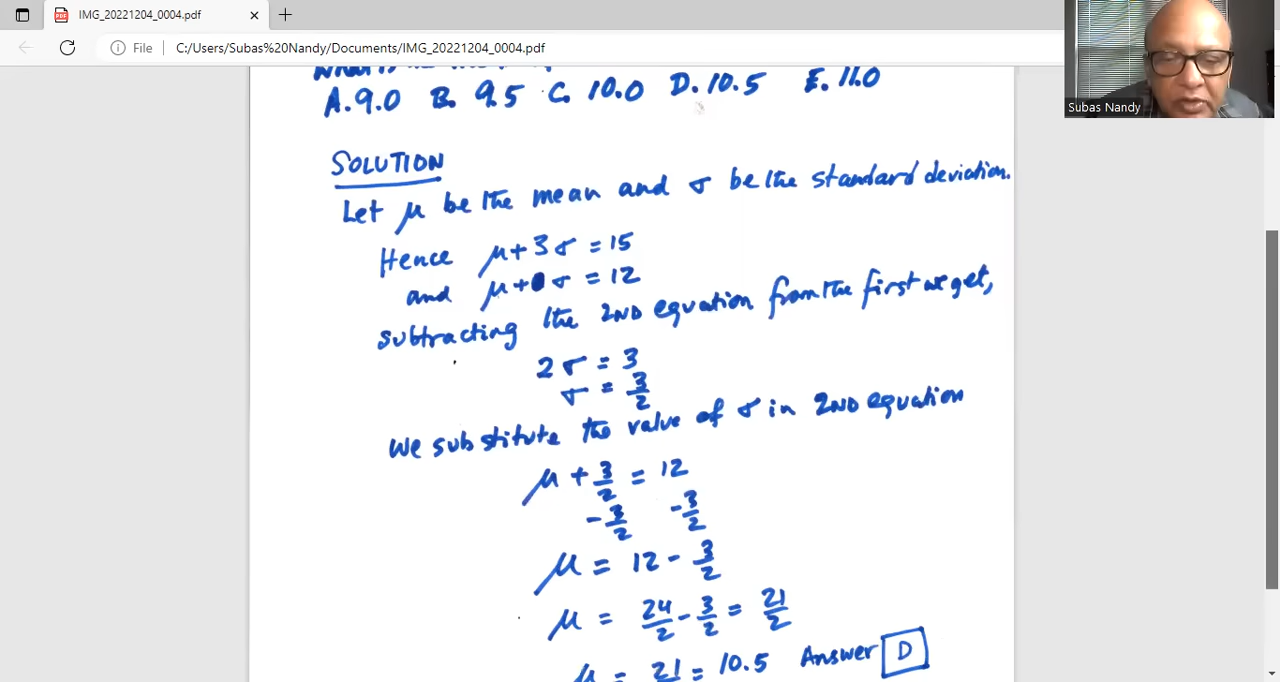 IMG_20221204_0004.pdf
File
C:/Users/Subas%20Nandy/Documents/IMG_20221204_0004.pdf
Subas Nandy
A. 9.0 B. 9.5 C. 10.0 D. 10.5 E. 11.0
SOLUTION
Let μ be the mean and σ be the standard deviation.
Hence μ + 3σ = 15
and μ + σ = 12
subtracting the 2ND equation from the first we get,
2σ = 3
σ = 3/2
We substitute the value of σ in 2ND equation
μ + 3/2 = 12
- 3/2 - 3/2
μ = 12 - 3/2
μ = 24/2 - 3/2 = 21/2
μ = 21 = 10.5 Answer D